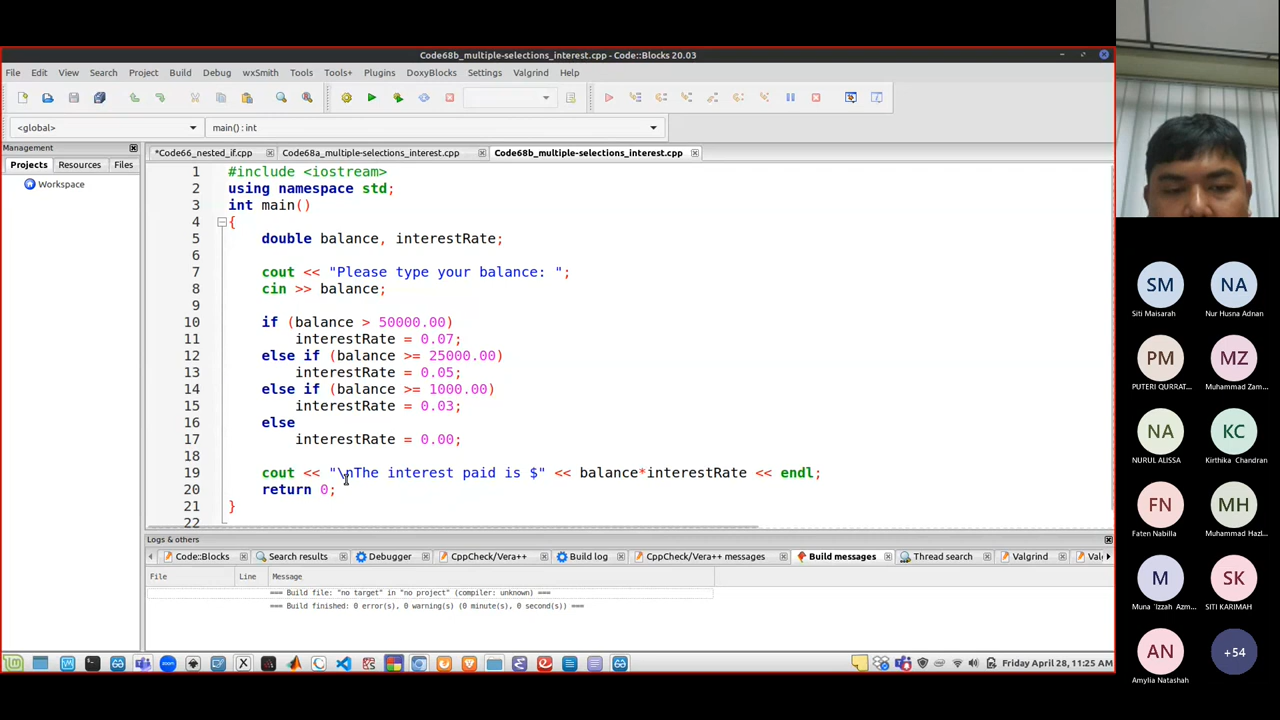 Code68b_multiple-selections_interest.cpp - Code::Blocks 20.03
File Edit View Search Project Build Debug wxSmith Tools Tools+ Plugins DoxyBlocks Settings Valgrind Help
<global> main() : int
Management
Projects Resources Files
Workspace
*Code66_nested_if.cpp Code68a_multiple-selections_interest.cpp Code68b_multiple-selections_interest.cpp
1 #include <iostream>
2 using namespace std;
3 int main()
4 {
5 double balance, interestRate;
6
7 cout << "Please type your balance: ";
8 cin >> balance;
9
10 if (balance > 50000.00)
11 interestRate = 0.07;
12 else if (balance >= 25000.00)
13 interestRate = 0.05;
14 else if (balance >= 1000.00)
15 interestRate = 0.03;
16 else
17 interestRate = 0.00;
18
19 cout << "\nThe interest paid is $" << balance*interestRate << endl;
20 return 0;
21 }
22
Logs & others
Code::Blocks Search results Debugger CppCheck/Vera++ Build log CppCheck/Vera++ messages Build messages Thread search Valgrind Val
File Line Message
=== Build file: "no target" in "no project" (compiler: unknown) ===
=== Build finished: 0 error(s), 0 warning(s) (0 minute(s), 0 second(s)) ===
Friday April 28, 11:25 AM
SM NA
Siti Maisarah Nur Husna Adnan
PM MZ
PUTERI QURRAT... Muhammad Zam...
NA KC
NURUL ALISSA Kirthika Chandran
FN MH
Faten Nabilla Muhammad Hazi...
M SK
Muna 'Izzah Azm... SITI KARIMAH
AN +54
Amylia Natashah